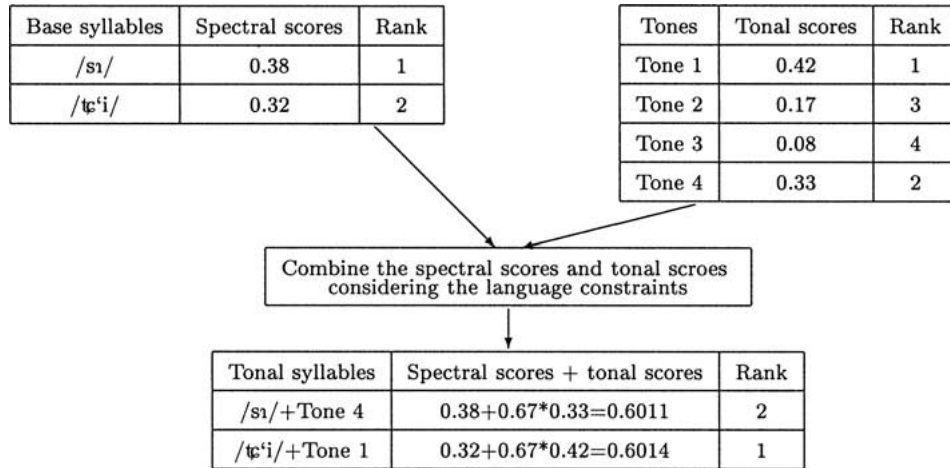 Base syllables Spectral scores Rank
/sɿ/ 0.38 1
/tɕ‘i/ 0.32 2
Tones Tonal scores Rank
Tone 1 0.42 1
Tone 2 0.17 3
Tone 3 0.08 4
Tone 4 0.33 2
Combine the spectral scores and tonal scroes
considering the language constraints
Tonal syllables Spectral scores + tonal scores Rank
/sɿ/+Tone 4 0.38+0.67*0.33=0.6011 2
/tɕ‘i/+Tone 1 0.32+0.67*0.42=0.6014 1